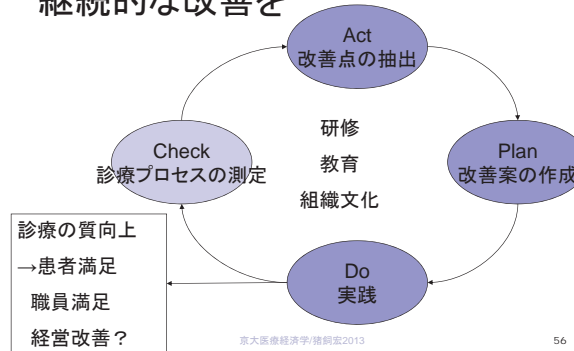 継続的な改善を
Act
改善点の抽出
研修
教育
組織文化
Check
診療プロセスの測定
Plan
改善案の作成
Do
実践
診療の質向上
→患者満足
職員満足
経営改善？
京大医療経済学/猪飼宏2013
56